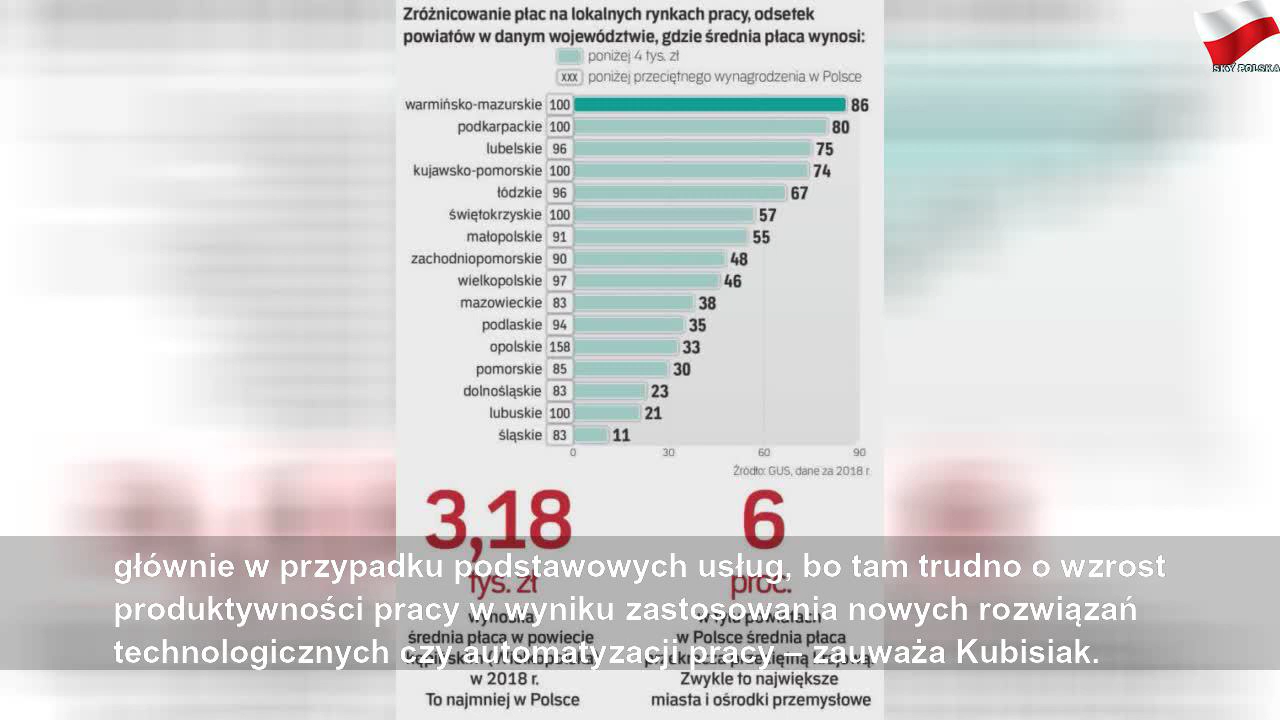 Zróżnicowanie płac na lokalnych rynkach pracy, odsetek
powiatów w danym województwie, gdzie średnia płaca wynosi:
poniżej 4 tys. zł
xxx poniżej przeciętnego wynagrodzenia w Polsce
SKY POLSKA
warmińsko-mazurskie 100 86
podkarpackie 100 80
lubelskie 96 75
kujawsko-pomorskie 100 74
łódzkie 96 67
świętokrzyskie 100 57
małopolskie 91 55
zachodniopomorskie 90 48
wielkopolskie 97 46
mazowieckie 83 38
podlaskie 94 35
opolskie 158 33
pomorskie 85 30
dolnośląskie 83 23
lubuskie 100 21
śląskie 83 11
0 30 60 90
Źródło: GUS, dane za 2018 r.
3,18
tys. zł
wynosiła
średnia płaca w powiecie
w 2018 r.
To najmniej w Polsce
6
proc.
w tylu powiatach
w Polsce średnia płaca
Zwykle to największe
miasta i ośrodki przemysłowe
głównie w przypadku podstawowych usług, bo tam trudno o wzrost
produktywności pracy w wyniku zastosowania nowych rozwiązań
technologicznych czy automatyzacji pracy – zauważa Kubisiak.